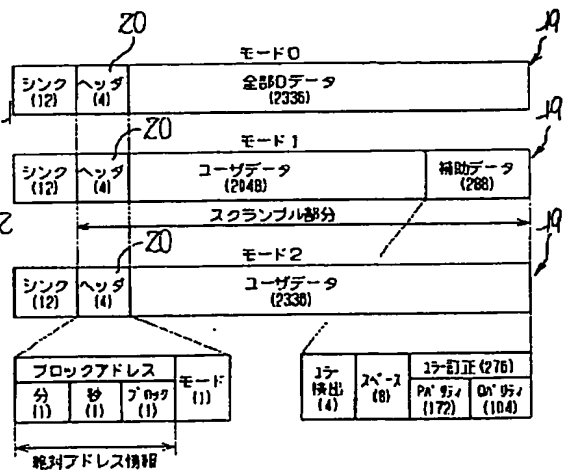 20
19
モード0
シンク (12) ヘッダ (4) 全部0データ (2336)
20
19
モード1
シンク (12) ヘッダ (4) ユーザデータ (2048) 補助データ (288)
スクランブル部分
20
19
モード2
シンク (12) ヘッダ (4) ユーザデータ (2336)
ブロックアドレス モード (1)
分 (1) 秒 (1) ブロック (1)
絶対アドレス情報
エラー検出 (4) スペース (8) エラー訂正 (276)
Pパリティ (172) Qパリティ (104)